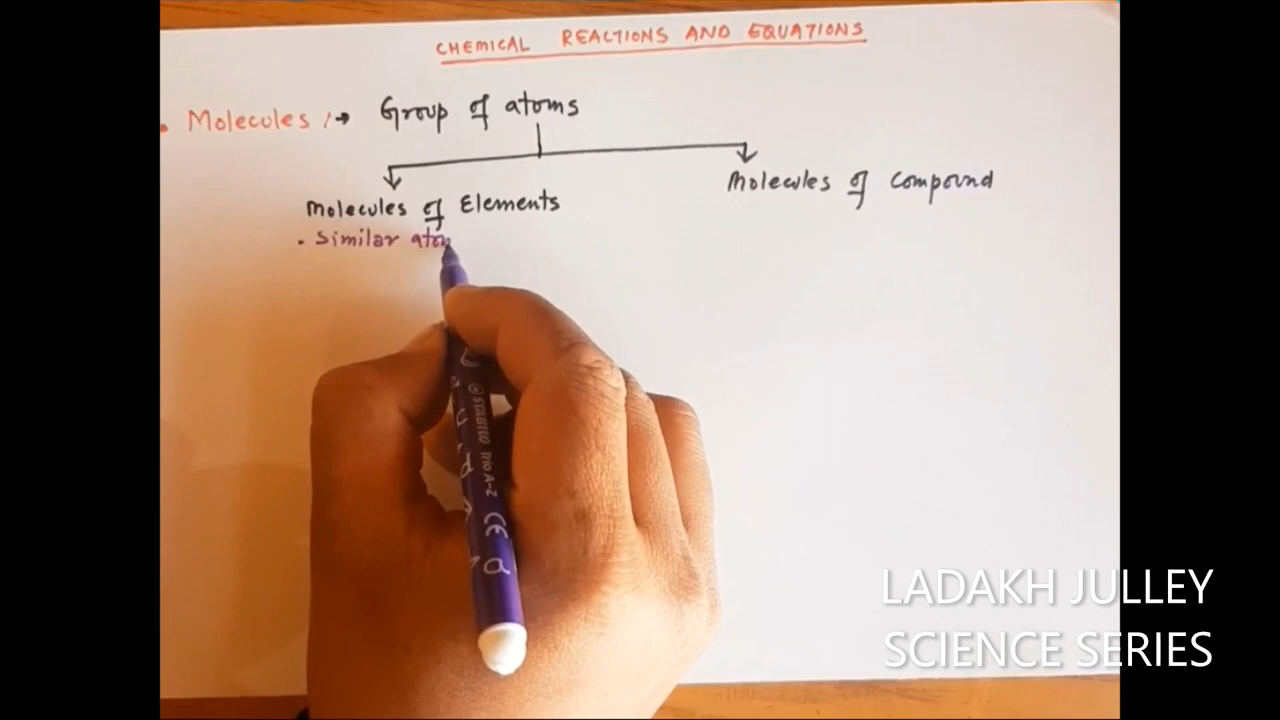 CHEMICAL REACTIONS AND EQUATIONS
• Molecules :→ Group of atoms
Molecules of Elements
Molecules of Compound
• Similar atom
STABILO Trio A-Z CE
LADAKH JULLEY
SCIENCE SERIES